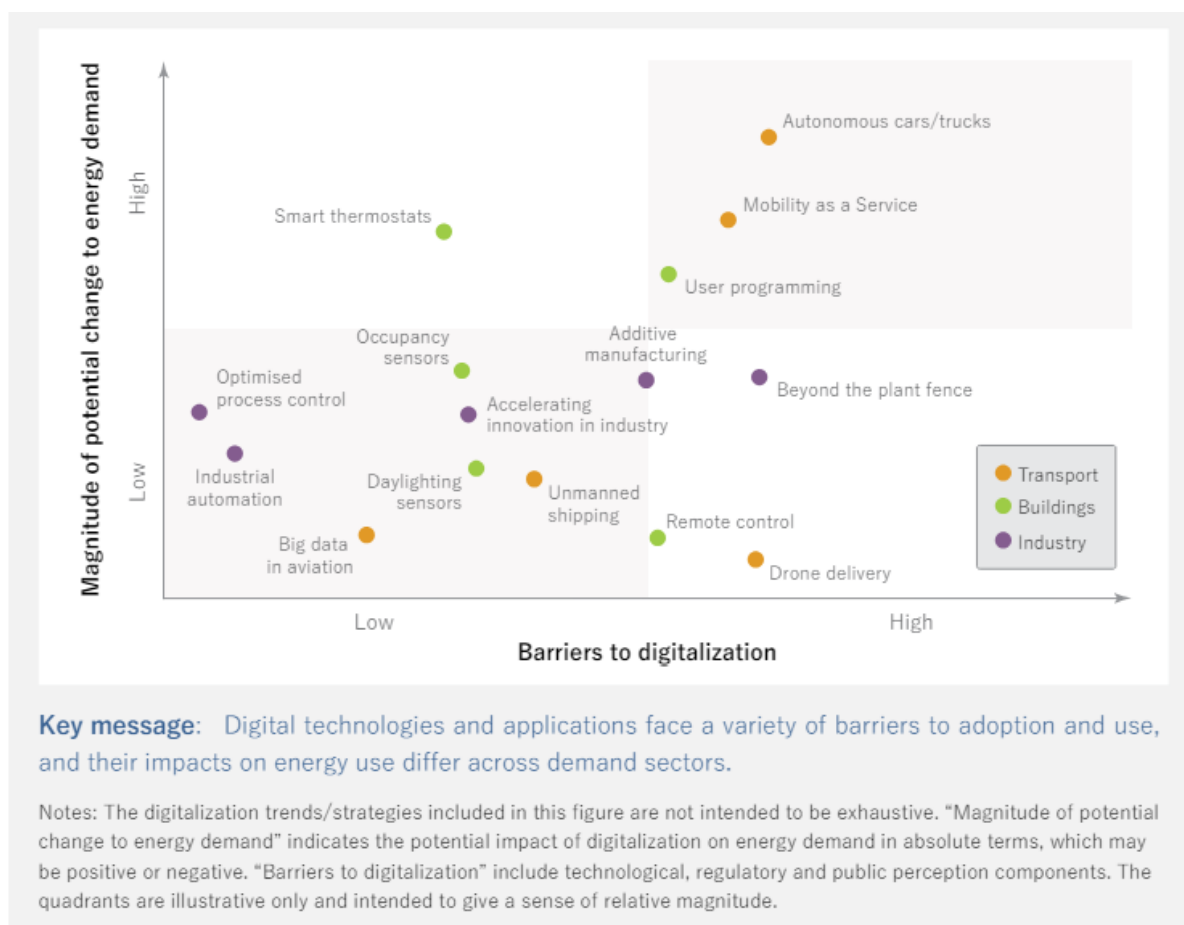 Magnitude of potential change to energy demand
High
Low
Autonomous cars/trucks
Mobility as a Service
Smart thermostats
User programming
Occupancy
sensors
Additive
manufacturing
Optimised
process control
Beyond the plant fence
Accelerating
innovation in industry
Industrial
automation
Daylighting
sensors
Unmanned
shipping
Remote control
Big data
in aviation
Drone delivery
Transport
Buildings
Industry
Low
High
Barriers to digitalization
Key message: Digital technologies and applications face a variety of barriers to adoption and use,
and their impacts on energy use differ across demand sectors.
Notes: The digitalization trends/strategies included in this figure are not intended to be exhaustive. “Magnitude of potential
change to energy demand” indicates the potential impact of digitalization on energy demand in absolute terms, which may
be positive or negative. “Barriers to digitalization” include technological, regulatory and public perception components. The
quadrants are illustrative only and intended to give a sense of relative magnitude.